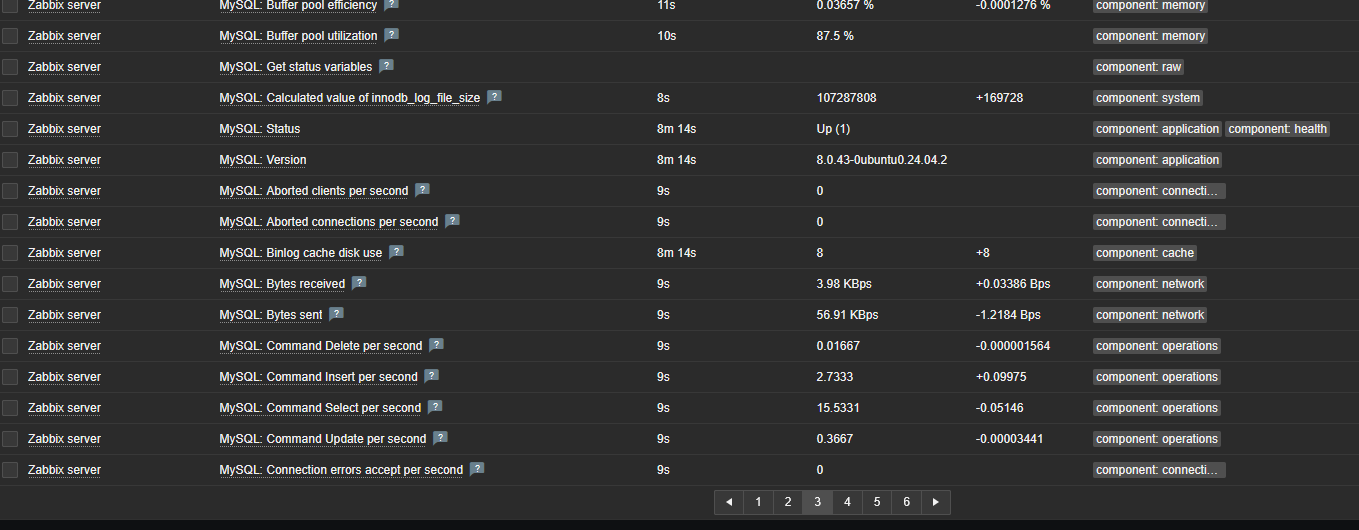 Zabbix server MySQL: Buffer pool efficiency ? 11s 0.03657 % -0.0001276 % component: memory
Zabbix server MySQL: Buffer pool utilization ? 10s 87.5 % component: memory
Zabbix server MySQL: Get status variables ? component: raw
Zabbix server MySQL: Calculated value of innodb_log_file_size ? 8s 107287808 +169728 component: system
Zabbix server MySQL: Status 8m 14s Up (1) component: application component: health
Zabbix server MySQL: Version 8m 14s 8.0.43-0ubuntu0.24.04.2 component: application
Zabbix server MySQL: Aborted clients per second ? 9s 0 component: connecti...
Zabbix server MySQL: Aborted connections per second ? 9s 0 component: connecti...
Zabbix server MySQL: Binlog cache disk use ? 8m 14s 8 +8 component: cache
Zabbix server MySQL: Bytes received ? 9s 3.98 KBps +0.03386 Bps component: network
Zabbix server MySQL: Bytes sent ? 9s 56.91 KBps -1.2184 Bps component: network
Zabbix server MySQL: Command Delete per second ? 9s 0.01667 -0.000001564 component: operations
Zabbix server MySQL: Command Insert per second ? 9s 2.7333 +0.09975 component: operations
Zabbix server MySQL: Command Select per second ? 9s 15.5331 -0.05146 component: operations
Zabbix server MySQL: Command Update per second ? 9s 0.3667 -0.00003441 component: operations
Zabbix server MySQL: Connection errors accept per second ? 9s 0 component: connecti...
1 2 3 4 5 6